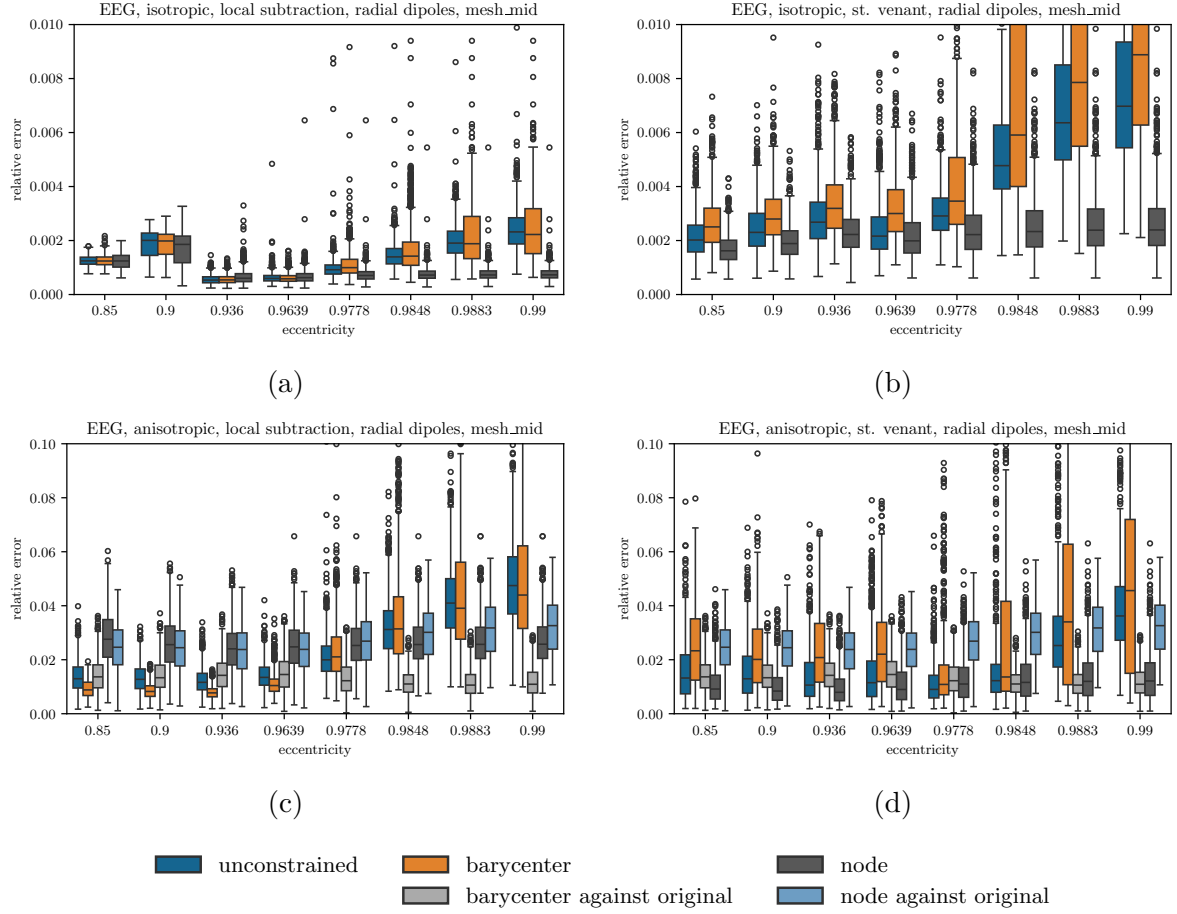 EEG, isotropic, local subtraction, radial dipoles, mesh_mid
0.010
0.008
0.006
0.004
0.002
0.000
relative error
0.85 0.9 0.936 0.9639 0.9778 0.9848 0.9883 0.99
eccentricity
(a)
EEG, isotropic, st. venant, radial dipoles, mesh_mid
0.010
0.008
0.006
0.004
0.002
0.000
relative error
0.85 0.9 0.936 0.9639 0.9778 0.9848 0.9883 0.99
eccentricity
(b)
EEG, anisotropic, local subtraction, radial dipoles, mesh_mid
0.10
0.08
0.06
0.04
0.02
0.00
relative error
0.85 0.9 0.936 0.9639 0.9778 0.9848 0.9883 0.99
eccentricity
(c)
EEG, anisotropic, st. venant, radial dipoles, mesh_mid
0.10
0.08
0.06
0.04
0.02
0.00
relative error
0.85 0.9 0.936 0.9639 0.9778 0.9848 0.9883 0.99
eccentricity
(d)
unconstrained barycenter node
barycenter against original node against original